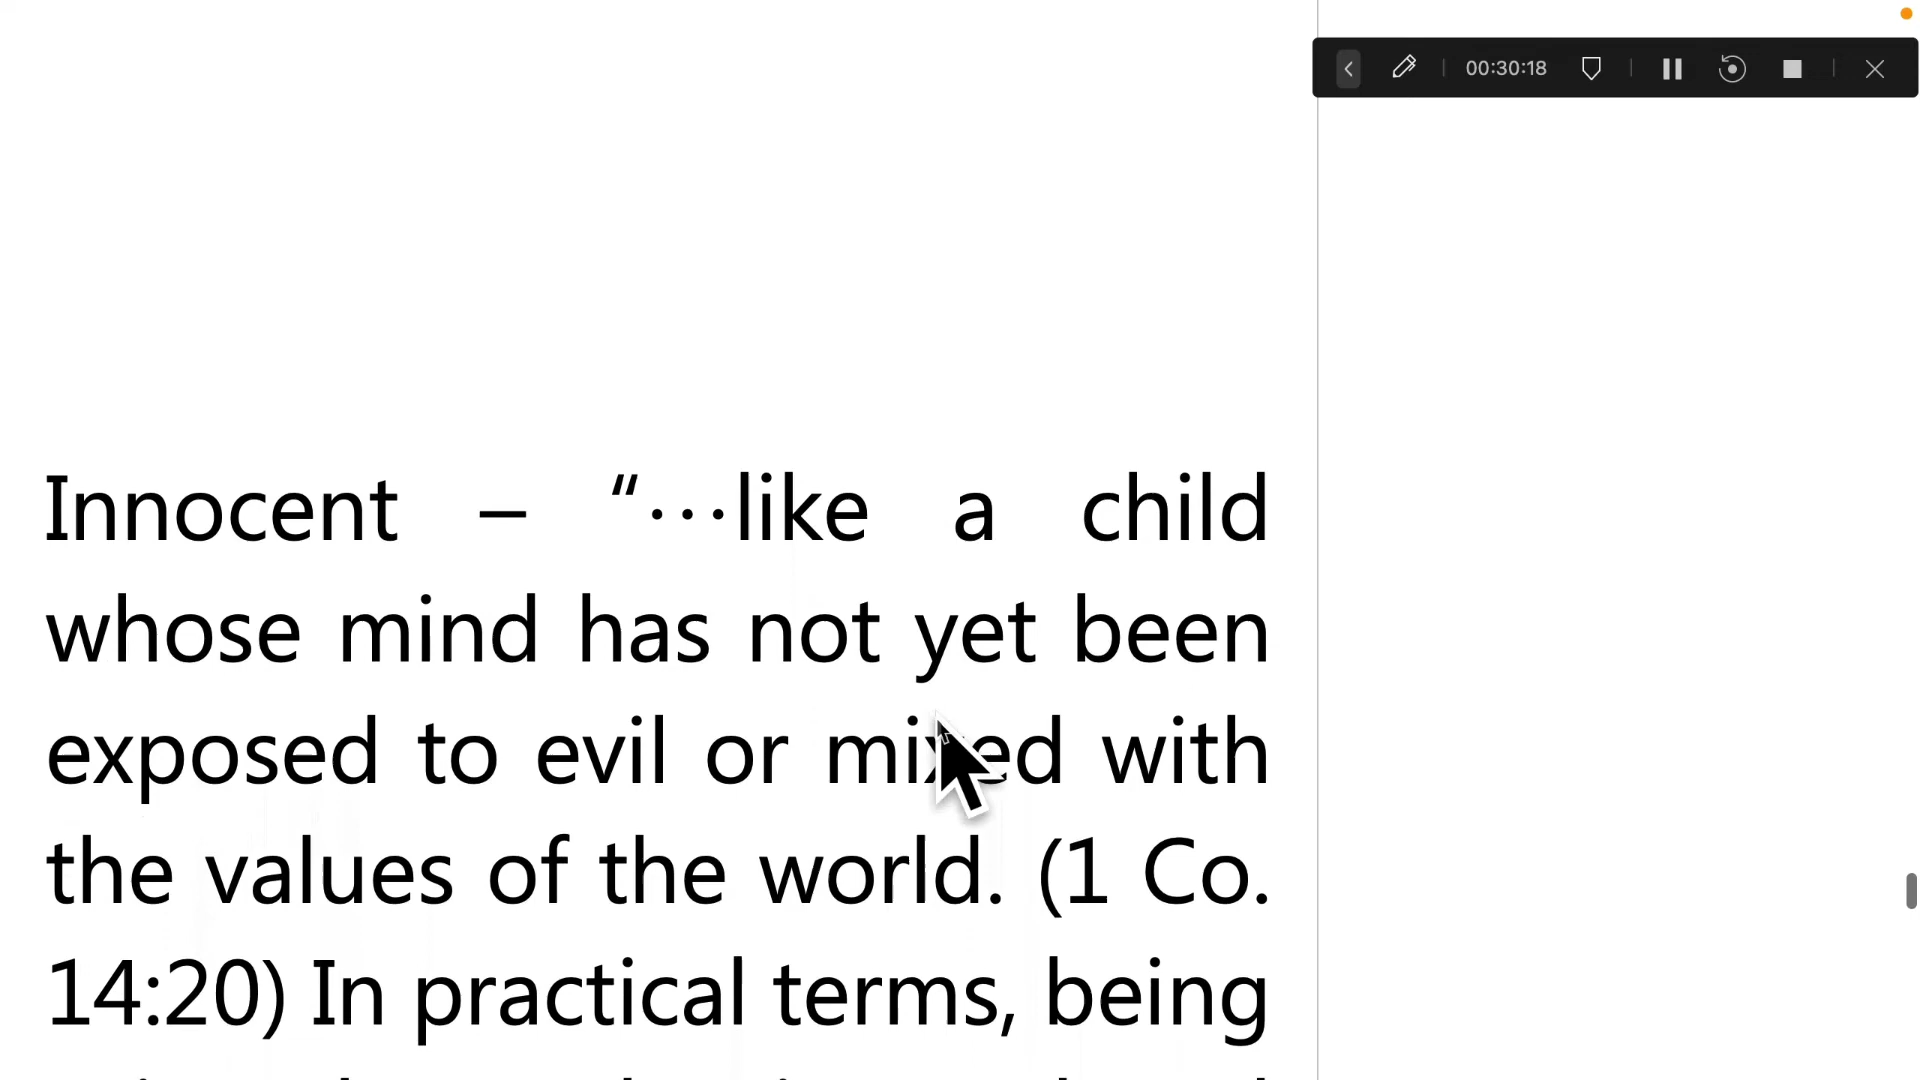 00:30:18
Innocent – “…like a child
whose mind has not yet been
exposed to evil or mixed with
the values of the world. (1 Co.
14:20) In practical terms, being